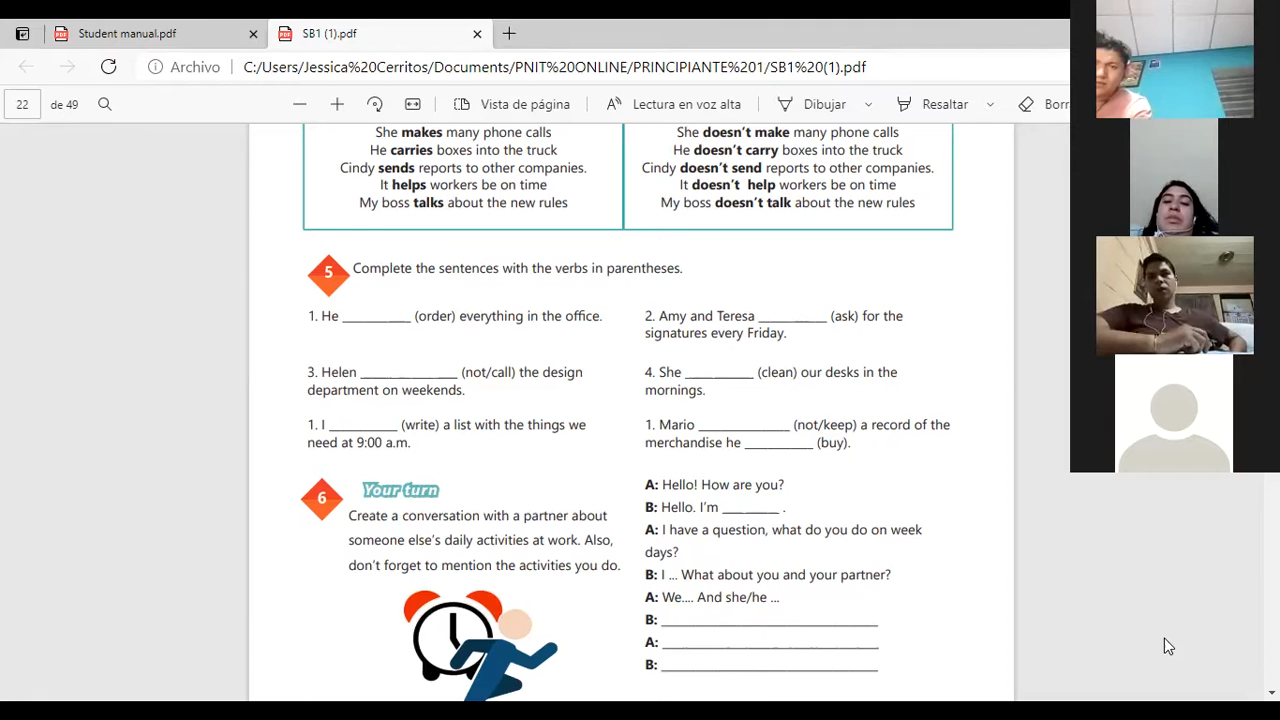 Student manual.pdf
SB1 (1).pdf
Archivo
C:/Users/Jessica%20Cerritos/Documents/PNIT%20ONLINE/PRINCIPIANTE%201/SB1%20(1).pdf
22 de 49
Vista de página
Lectura en voz alta
Dibujar
Resaltar
Borr
She makes many phone calls
He carries boxes into the truck
Cindy sends reports to other companies.
It helps workers be on time
My boss talks about the new rules
She doesn't make many phone calls
He doesn't carry boxes into the truck
Cindy doesn't send reports to other companies.
It doesn't help workers be on time
My boss doesn't talk about the new rules
5 Complete the sentences with the verbs in parentheses.
1. He __________ (order) everything in the office.
2. Amy and Teresa __________ (ask) for the
signatures every Friday.
3. Helen ______________ (not/call) the design
department on weekends.
4. She __________ (clean) our desks in the
mornings.
1. I __________ (write) a list with the things we
need at 9:00 a.m.
1. Mario ______________ (not/keep) a record of the
merchandise he __________ (buy).
6 Your turn
Create a conversation with a partner about
someone else's daily activities at work. Also,
don't forget to mention the activities you do.
A: Hello! How are you?
B: Hello. I'm ________ .
A: I have a question, what do you do on week
days?
B: I ... What about you and your partner?
A: We.... And she/he ...
B: ________________________________
A: ________________________________
B: ________________________________